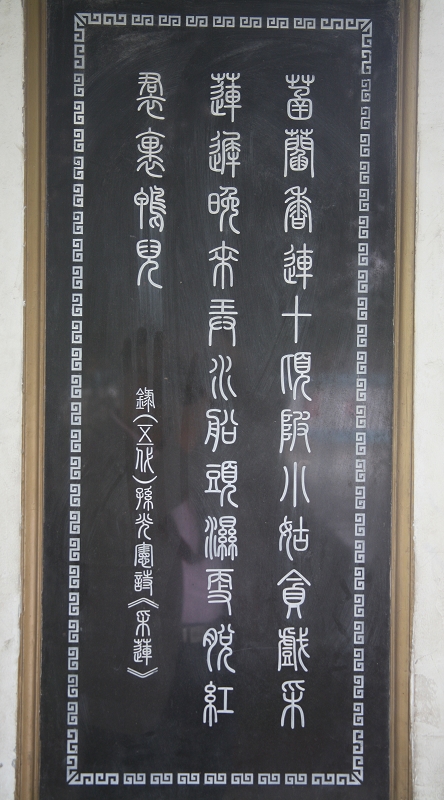 菡萏香連十頃陂小姑貪戲采
蓮遲晚來弄水船頭濕更脫紅
裙裹鴨兒
錄（五代）孫光憲詩《采蓮》